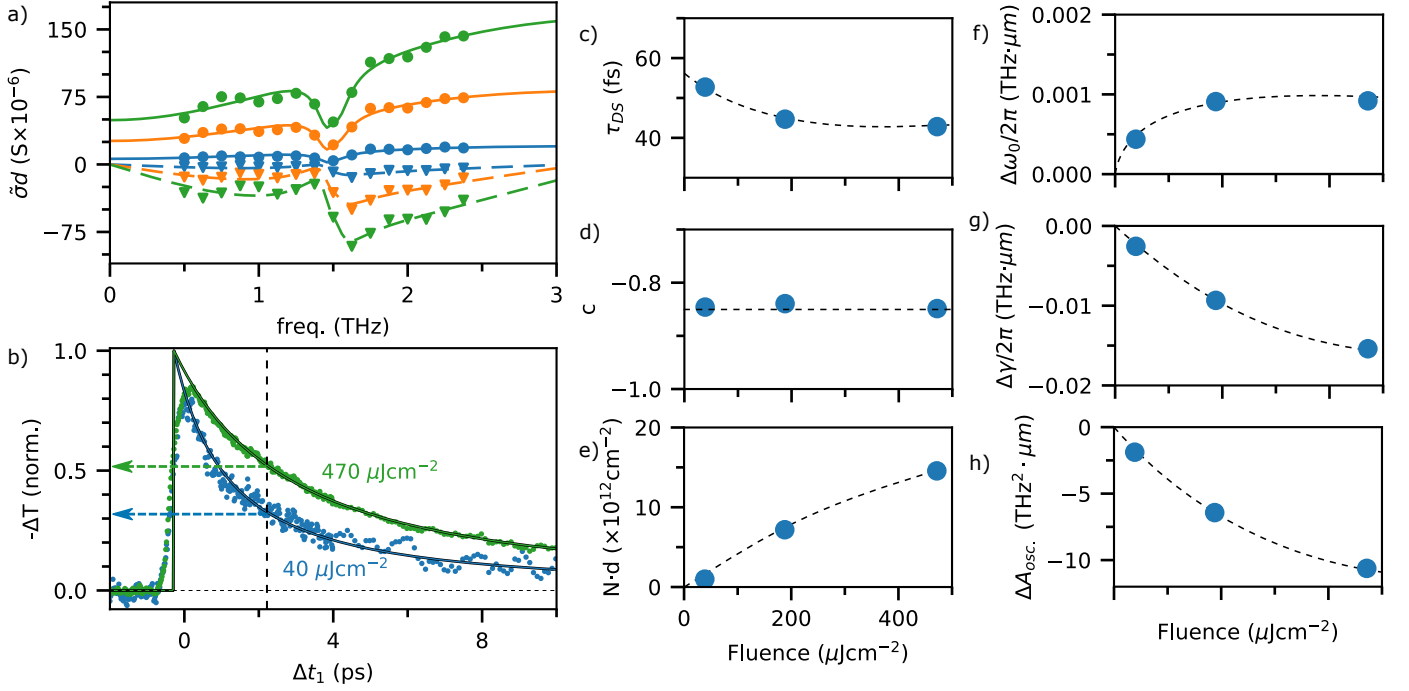 a)
150
75
0
−75
σ̃d (S×10⁻⁶)
0
1
2
3
freq. (THz)
b)
1.0
0.5
0.0
-ΔT (norm.)
470 μJcm⁻²
40 μJcm⁻²
0
4
8
Δt₁ (ps)
c)
60
40
τ_DS (fs)
d)
−0.8
−1.0
c
e)
20
10
0
N·d (×10¹²cm⁻²)
0
200
400
Fluence (μJcm⁻²)
f)
0.002
0.001
0.000
Δω₀/2π (THz·μm)
g)
0.00
−0.01
−0.02
Δγ/2π (THz·μm)
h)
0
−5
−10
ΔA_osc. (THz² · μm)
Fluence (μJcm⁻²)